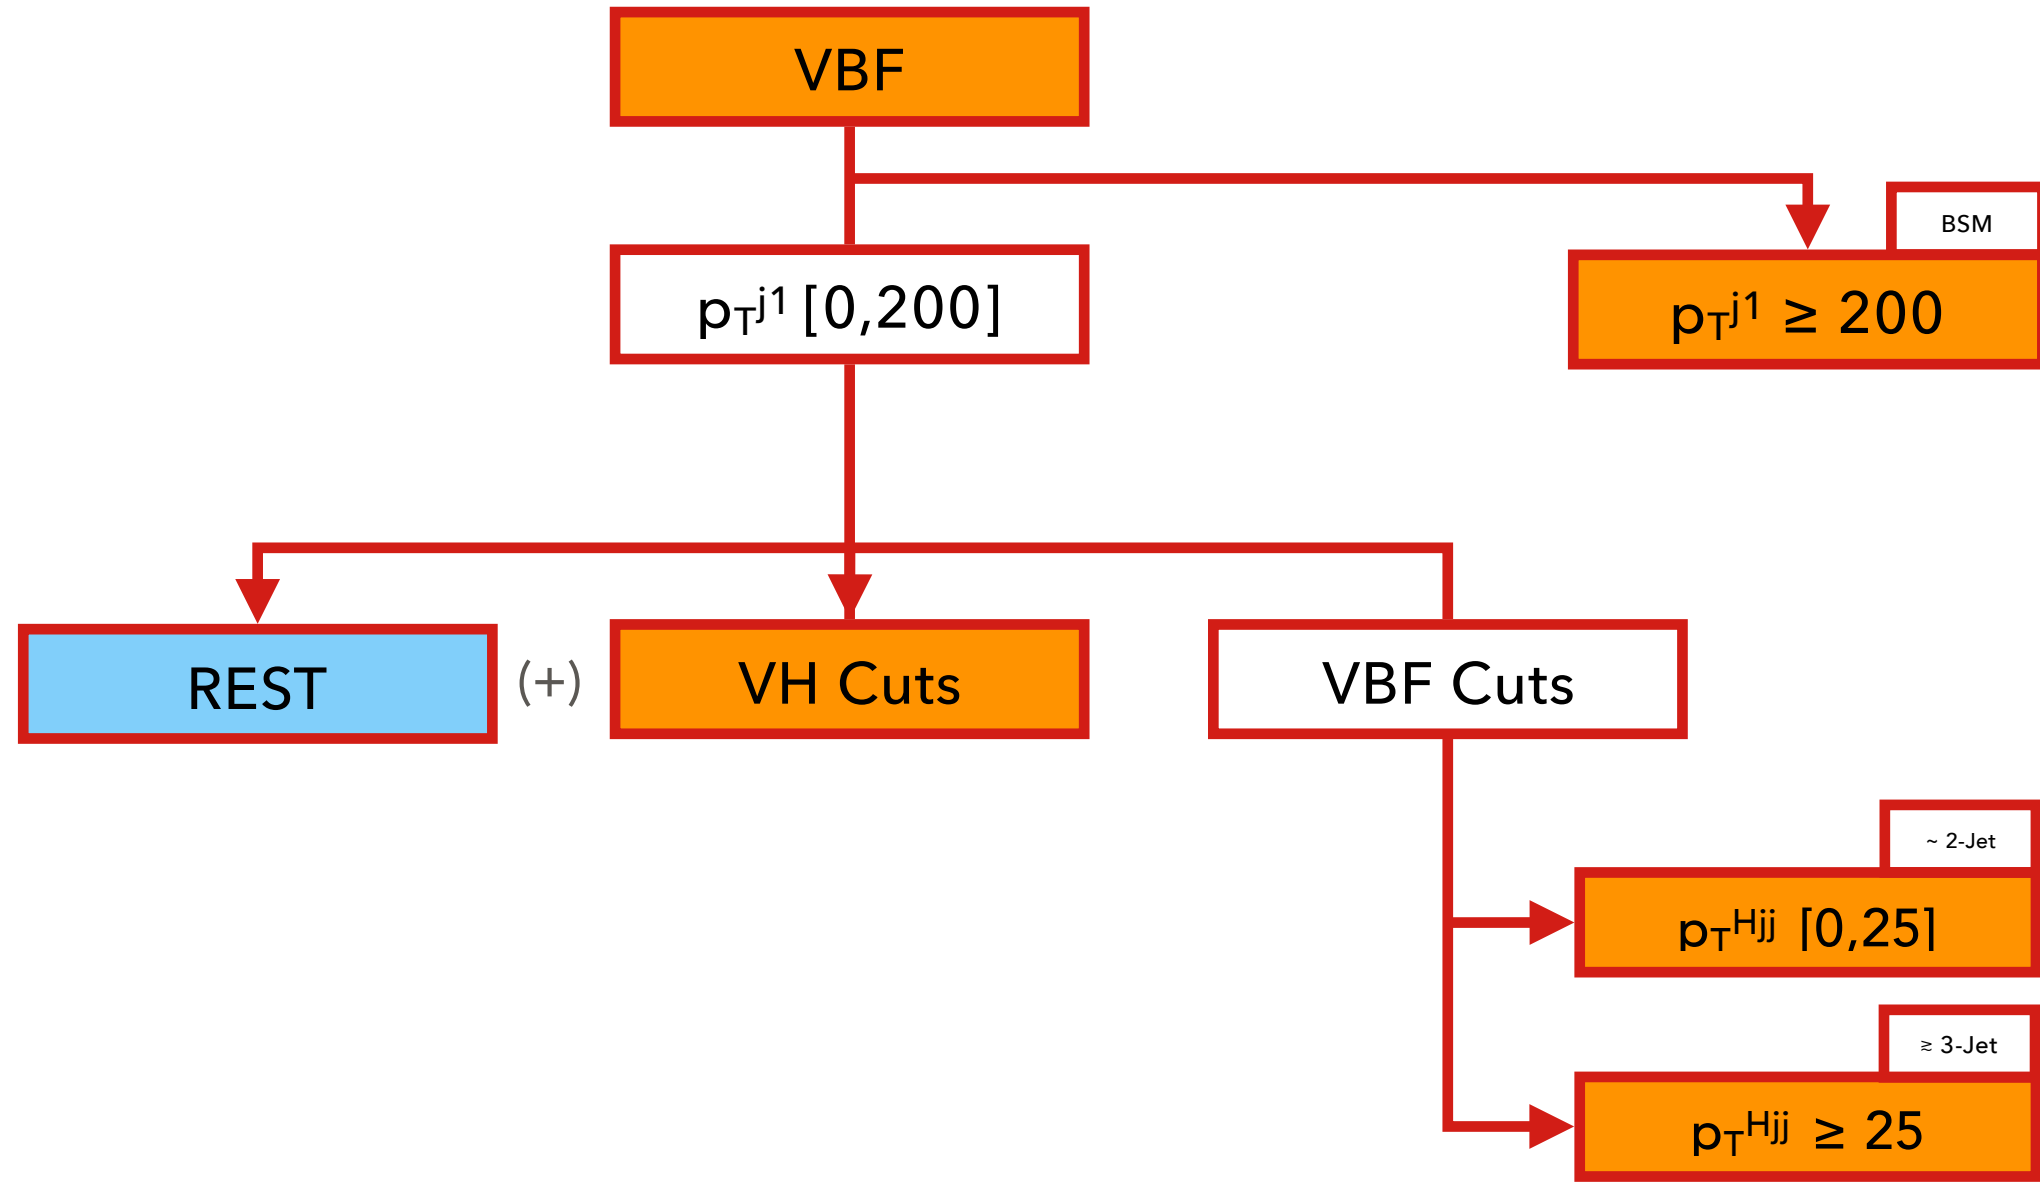 VBF
BSM
pTj1 [0,200]
pTj1 ≥ 200
REST
(+)
VH Cuts
VBF Cuts
~ 2-Jet
pTHjj [0,25]
≳ 3-Jet
pTHjj ≥ 25